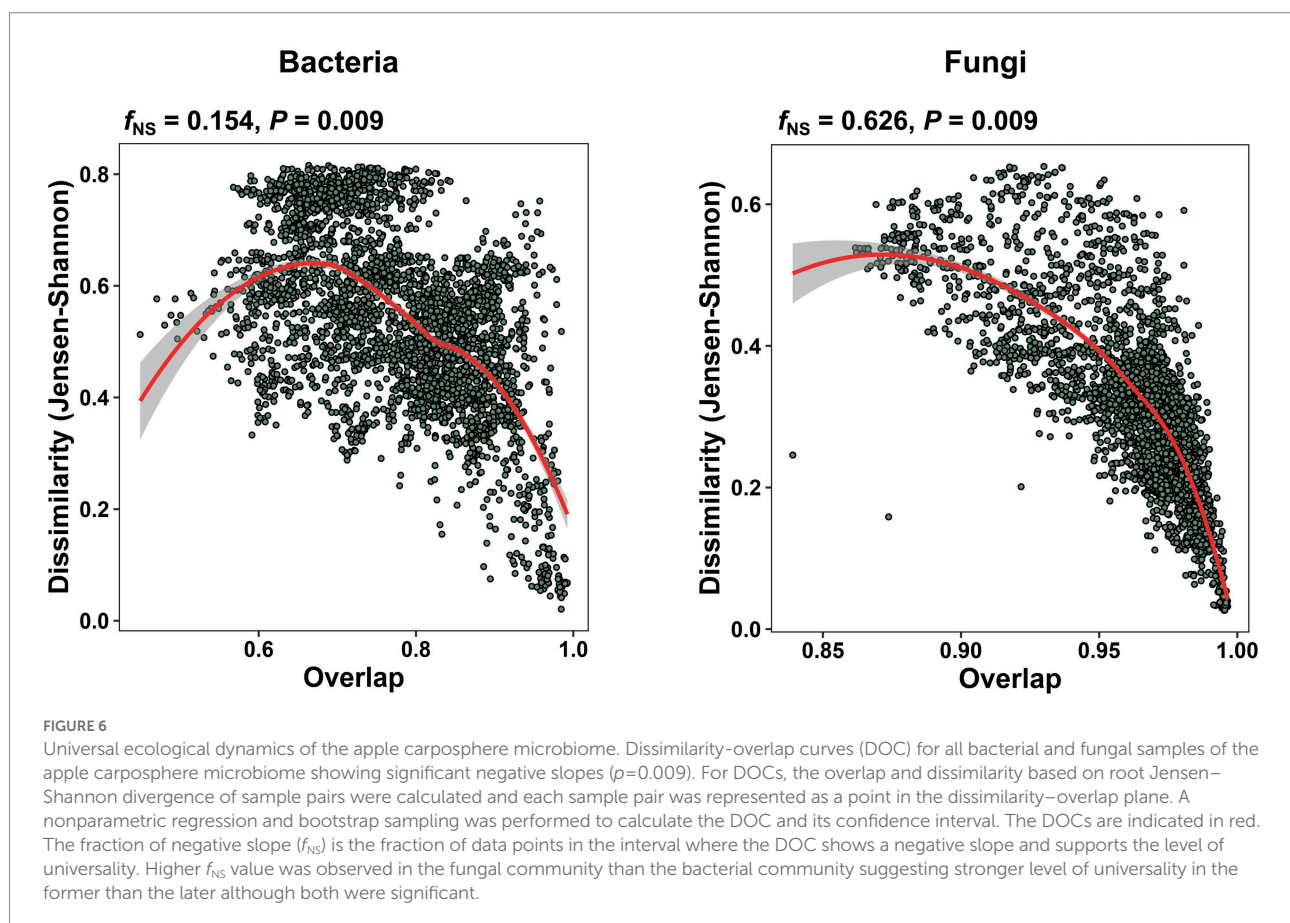 Bacteria
f_NS = 0.154, P = 0.009
Dissimilarity (Jensen-Shannon)
0.8
0.6
0.4
0.2
0.0
0.6 0.8 1.0
Overlap
Fungi
f_NS = 0.626, P = 0.009
Dissimilarity (Jensen-Shannon)
0.6
0.4
0.2
0.0
0.85 0.90 0.95 1.00
Overlap
FIGURE 6
Universal ecological dynamics of the apple carposphere microbiome. Dissimilarity-overlap curves (DOC) for all bacterial and fungal samples of the
apple carposphere microbiome showing significant negative slopes (p=0.009). For DOCs, the overlap and dissimilarity based on root Jensen–
Shannon divergence of sample pairs were calculated and each sample pair was represented as a point in the dissimilarity–overlap plane. A
nonparametric regression and bootstrap sampling was performed to calculate the DOC and its confidence interval. The DOCs are indicated in red.
The fraction of negative slope (f_NS) is the fraction of data points in the interval where the DOC shows a negative slope and supports the level of
universality. Higher f_NS value was observed in the fungal community than the bacterial community suggesting stronger level of universality in the
former than the later although both were significant.